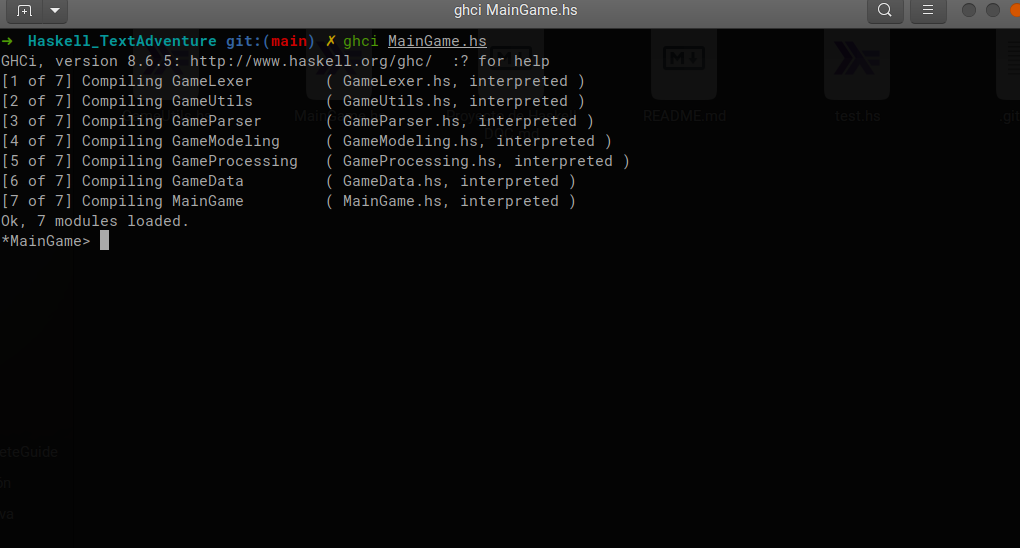 ghci MainGame.hs
→ Haskell_TextAdventure git:(main) ✗ ghci MainGame.hs
GHCi, version 8.6.5: http://www.haskell.org/ghc/  :? for help
[1 of 7] Compiling GameLexer        ( GameLexer.hs, interpreted )
[2 of 7] Compiling GameUtils        ( GameUtils.hs, interpreted )
[3 of 7] Compiling GameParser       ( GameParser.hs, interpreted )
[4 of 7] Compiling GameModeling     ( GameModeling.hs, interpreted )
[5 of 7] Compiling GameProcessing   ( GameProcessing.hs, interpreted )
[6 of 7] Compiling GameData         ( GameData.hs, interpreted )
[7 of 7] Compiling MainGame         ( MainGame.hs, interpreted )
Ok, 7 modules loaded.
*MainGame>
README.md
test.hs
.git
eteGuide
on
va